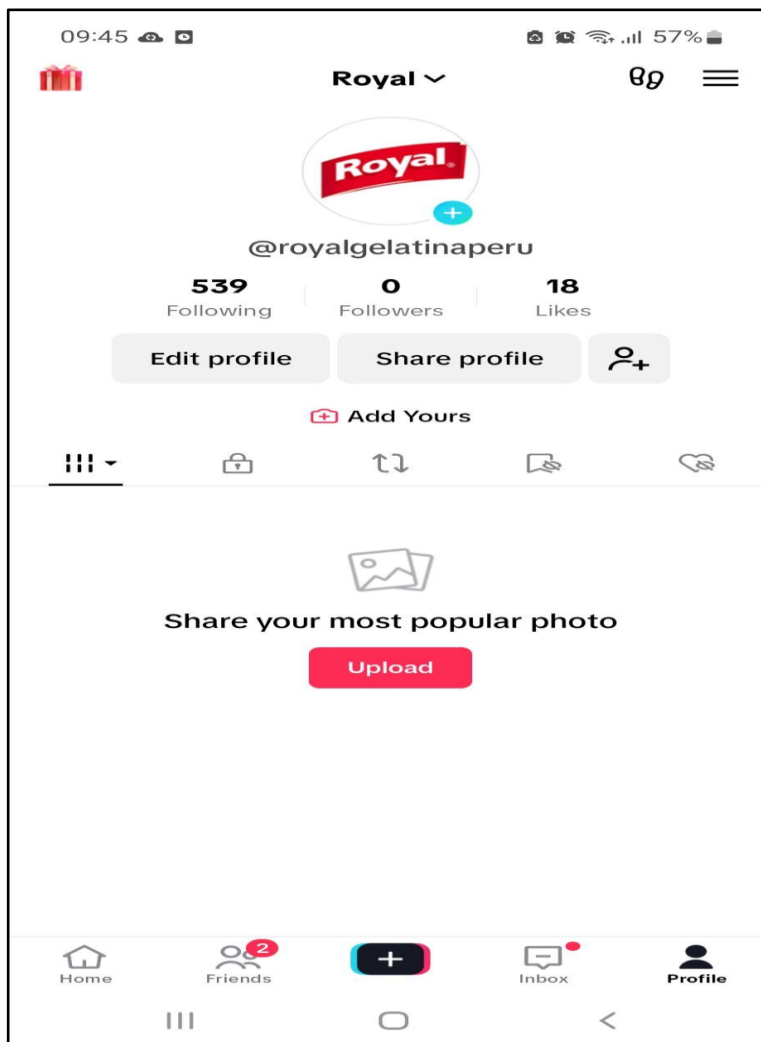 09:45 57%
Royal
Royal®
@royalgelatinaperu
539 0 18
Following Followers Likes
Edit profile Share profile
Add Yours
Share your most popular photo
Upload
2
Home Friends Inbox Profile